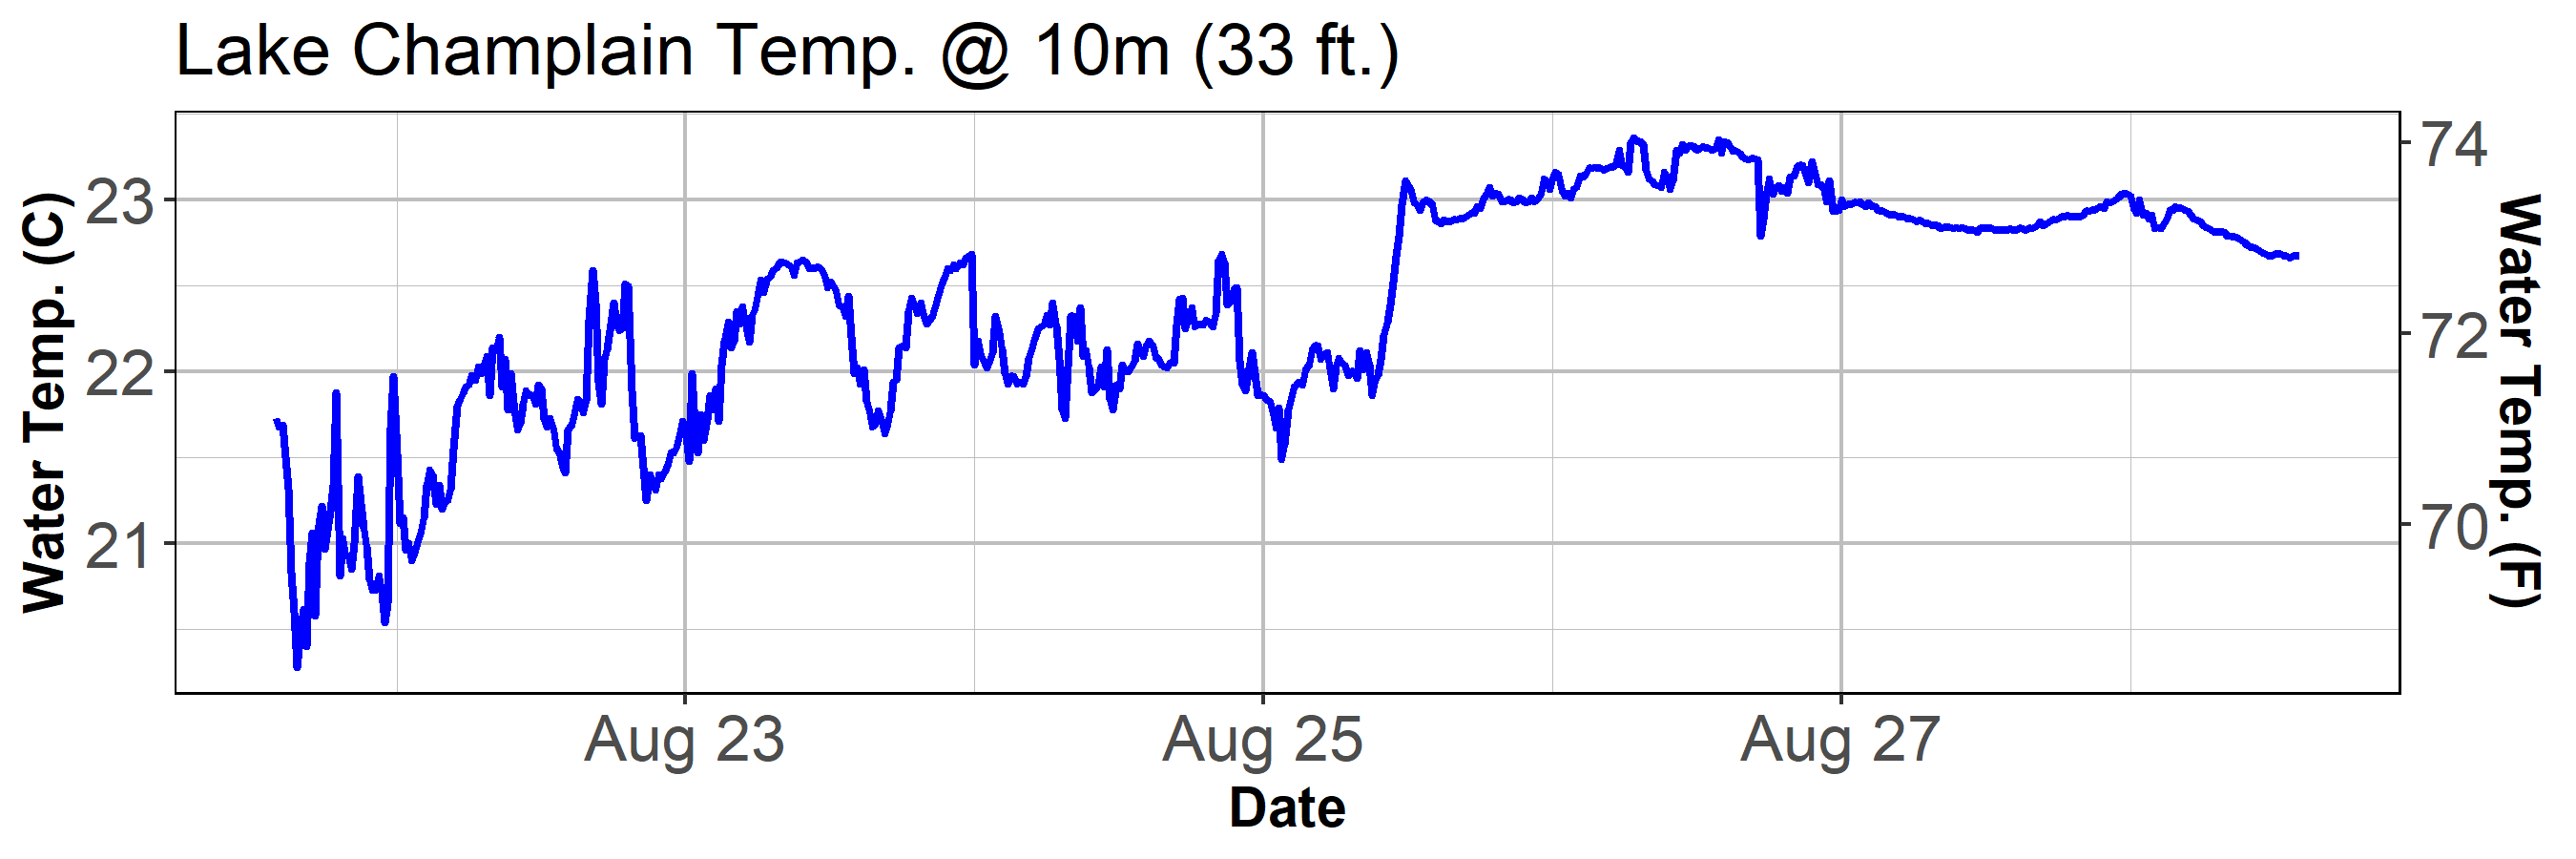 Lake Champlain Temp. @ 10m (33 ft.)
Water Temp. (C)
23
22
21
74
72
70
Water Temp. (F)
Aug 23
Aug 25
Aug 27
Date